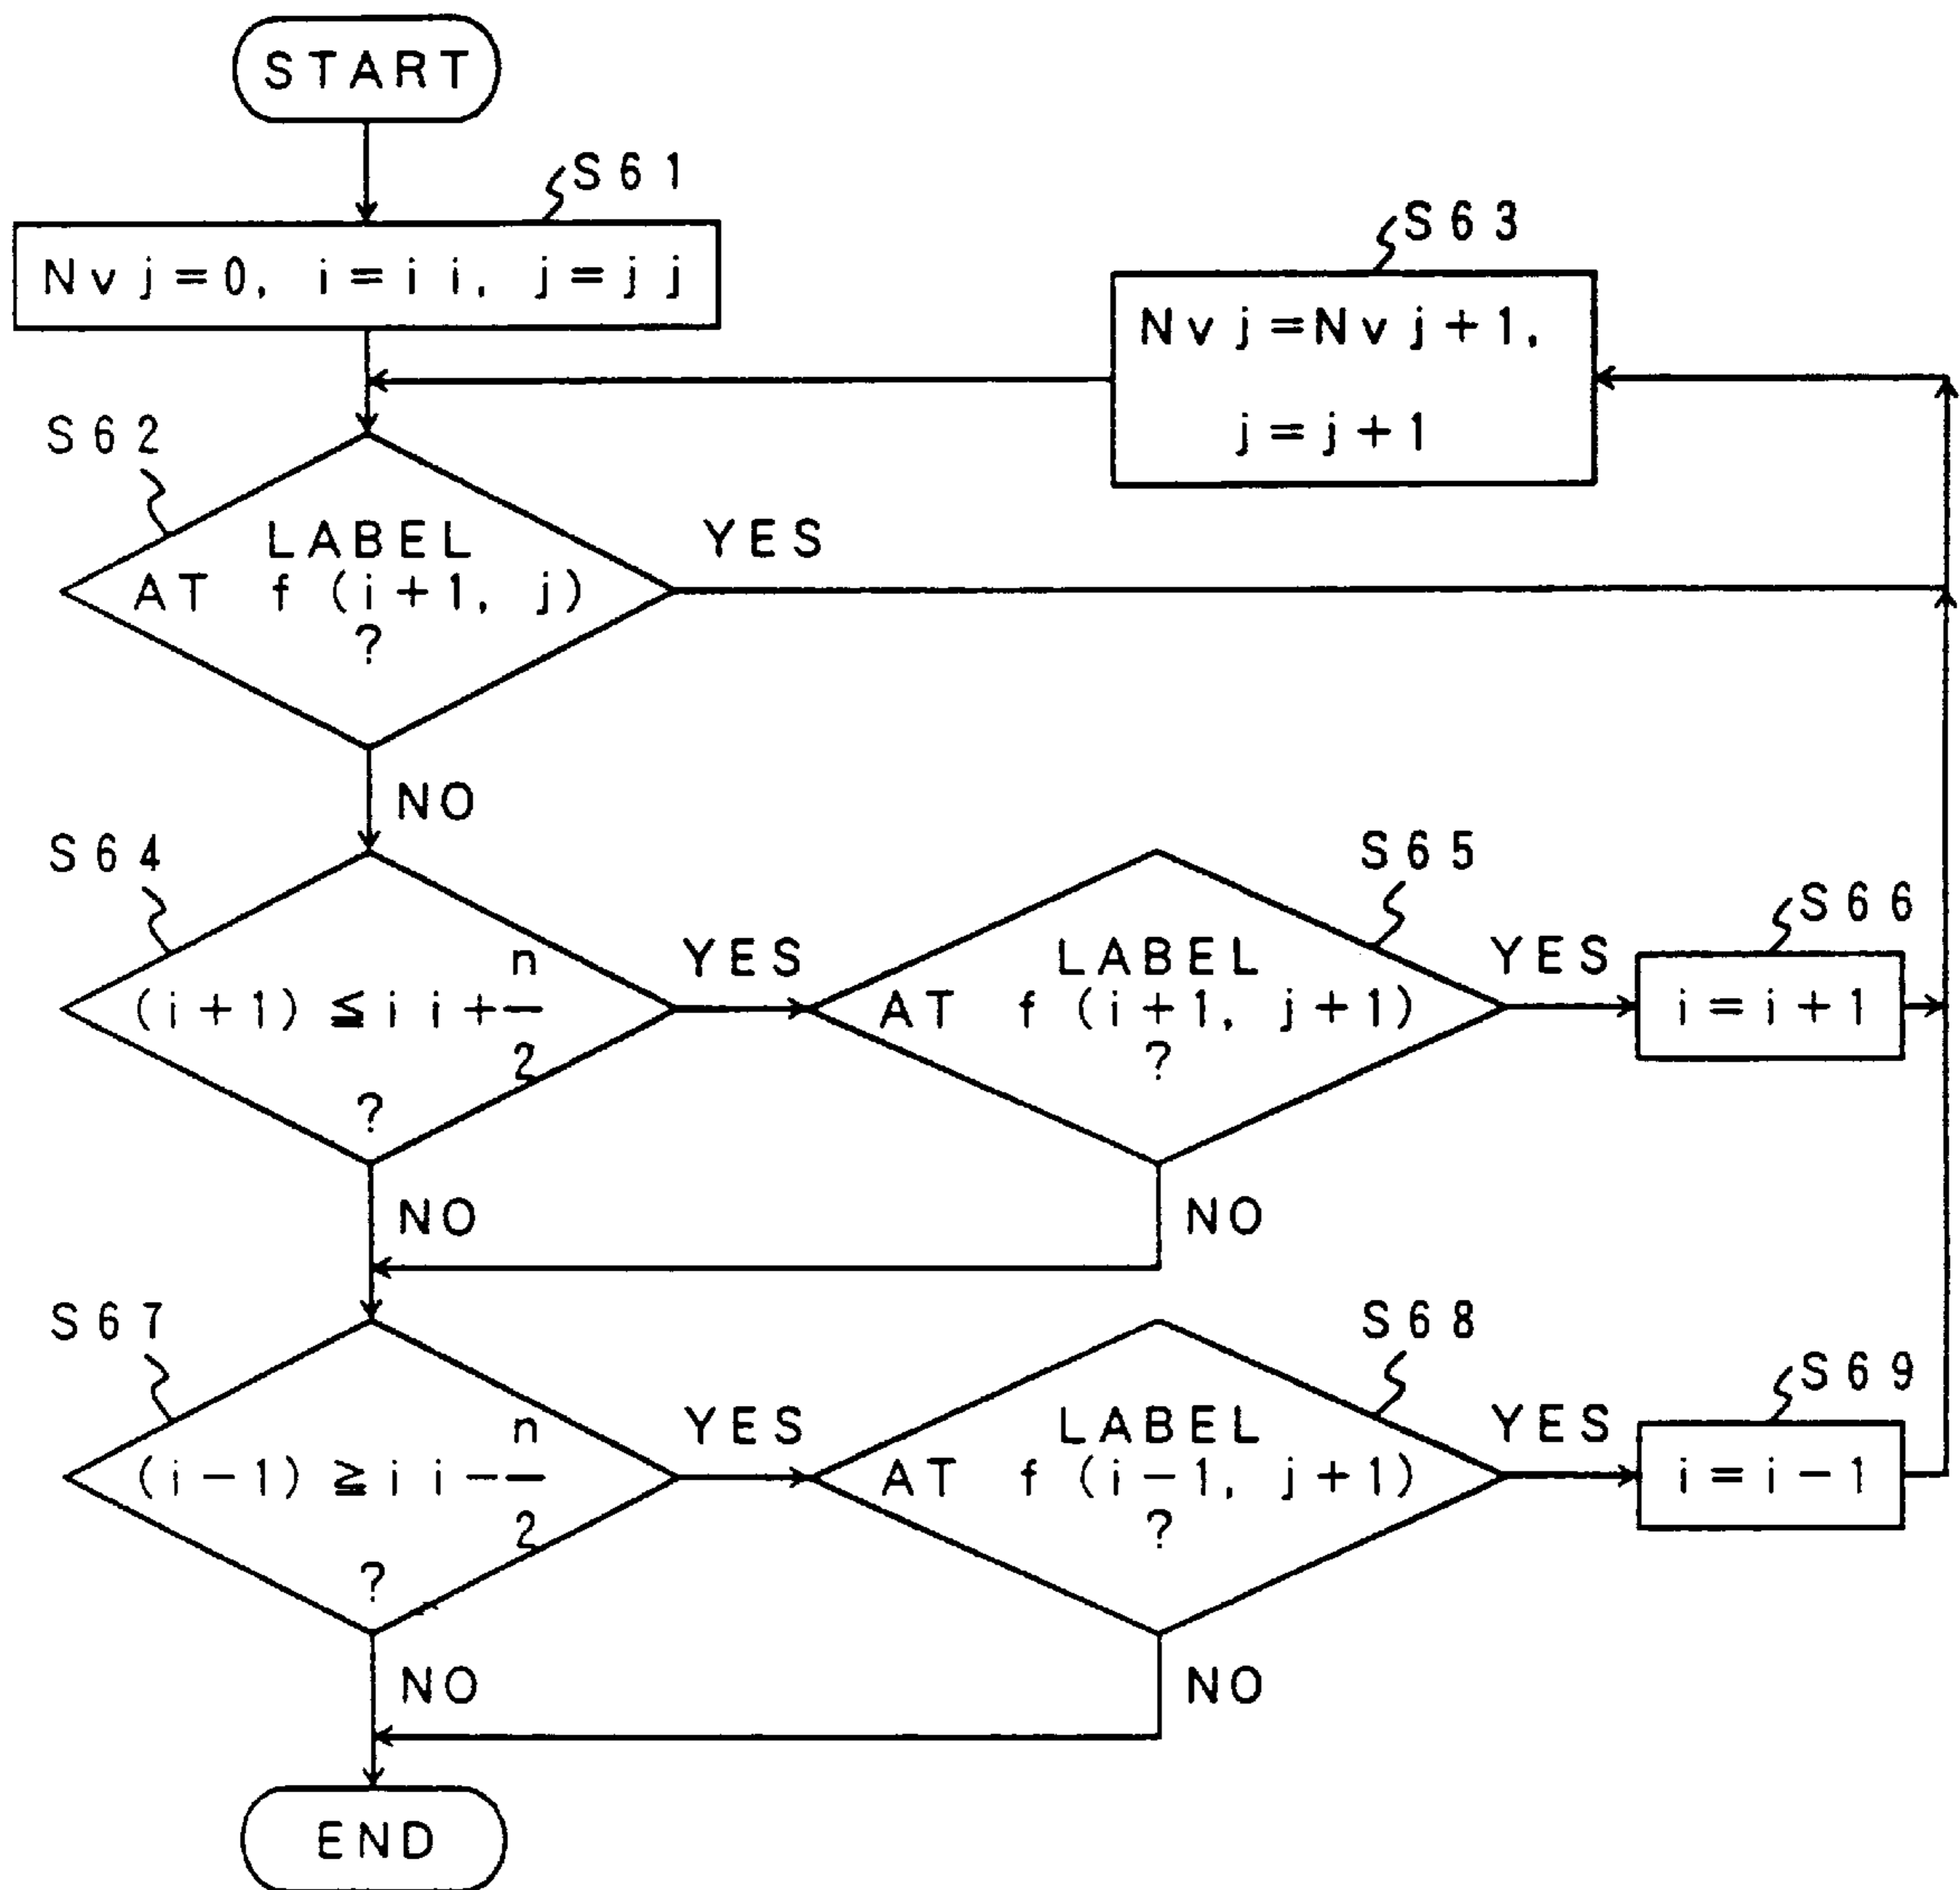 START
S61
Nvj=0, i=ii, j=jj
S63
Nvj=Nvj+1,
j=j+1
S62
LABEL
AT f(i+1, j)
?
YES
NO
S64
(i+1)≦ii+n/2
?
YES
NO
S65
LABEL
AT f(i+1, j+1)
?
YES
NO
S66
i=i+1
S67
(i-1)≧ii-n/2
?
YES
NO
S68
LABEL
AT f(i-1, j+1)
?
YES
NO
S69
i=i-1
END